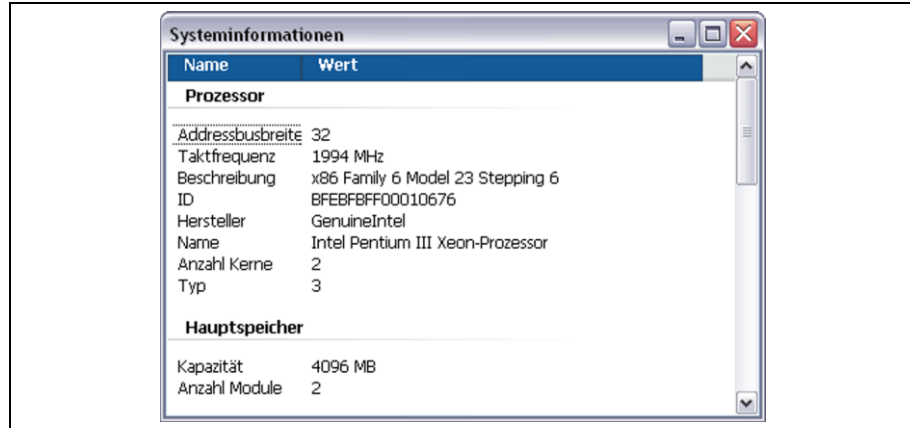 Systeminformationen
Name Wert
Prozessor
Addressbusbreite 32
Taktfrequenz 1994 MHz
Beschreibung x86 Family 6 Model 23 Stepping 6
ID BFEBFBFF00010676
Hersteller GenuineIntel
Name Intel Pentium III Xeon-Prozessor
Anzahl Kerne 2
Typ 3
Hauptspeicher
Kapazität 4096 MB
Anzahl Module 2